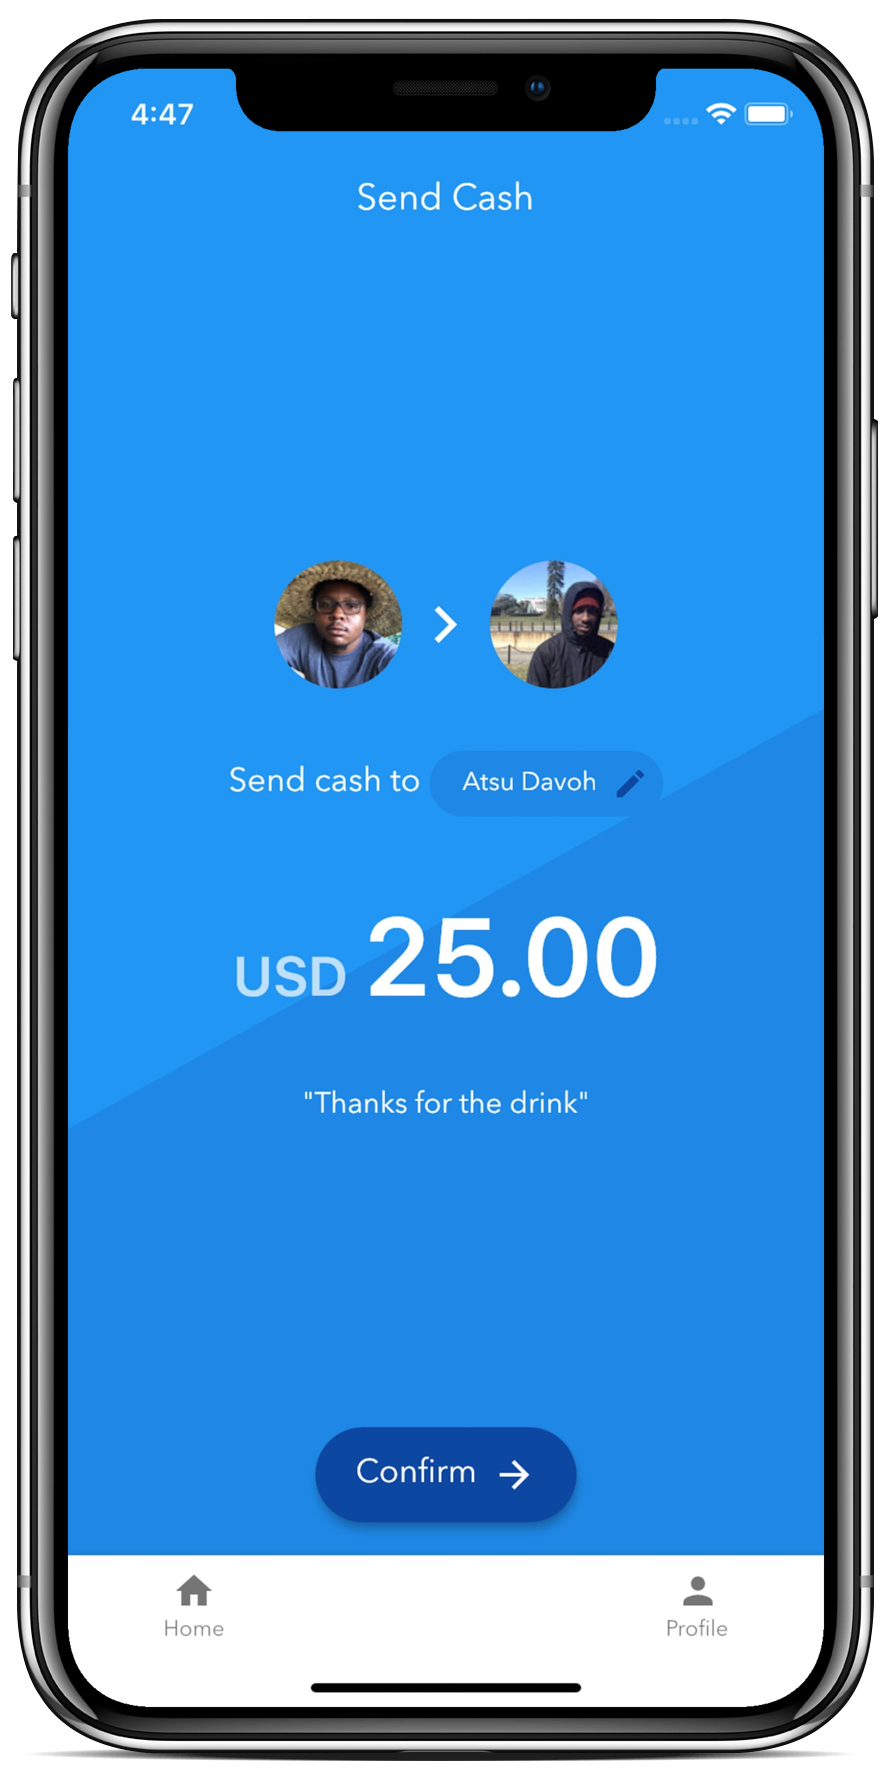 4:47
Send Cash
Send cash to Atsu Davoh
USD 25.00
"Thanks for the drink"
Confirm
Home Profile